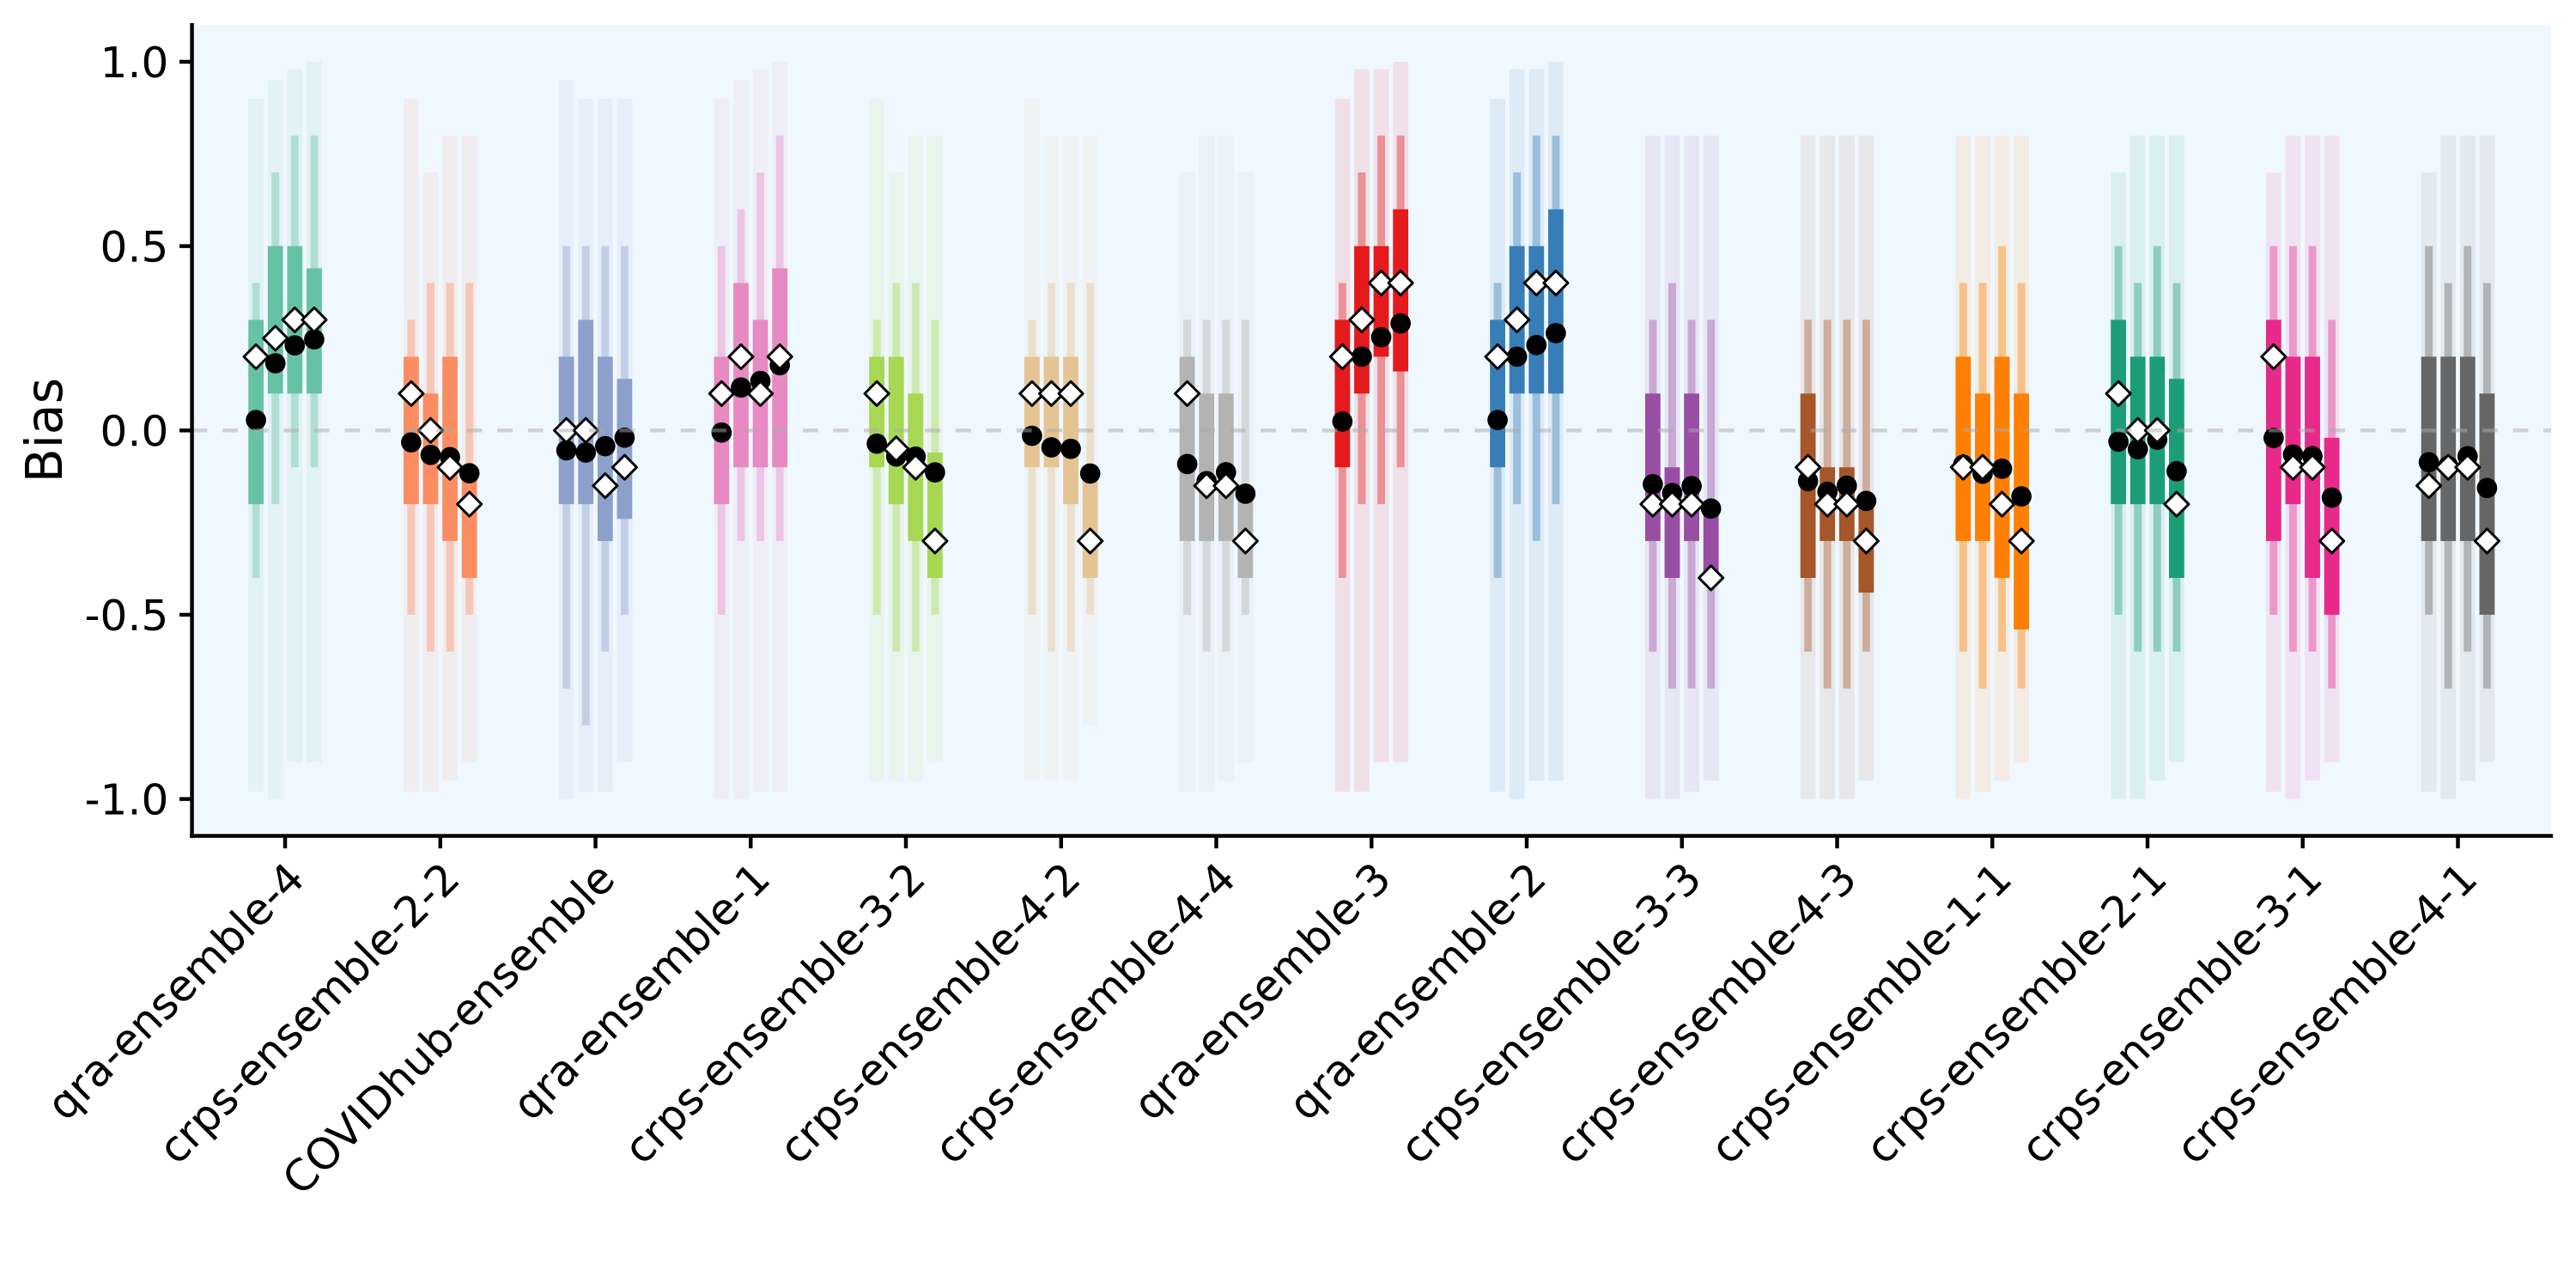 Bias
1.0
0.5
0.0
-0.5
-1.0
qra-ensemble-4
crps-ensemble-2-2
COVIDhub-ensemble
qra-ensemble-1
crps-ensemble-3-2
crps-ensemble-4-2
crps-ensemble-4-4
qra-ensemble-3
qra-ensemble-2
crps-ensemble-3-3
crps-ensemble-4-3
crps-ensemble-1-1
crps-ensemble-2-1
crps-ensemble-3-1
crps-ensemble-4-1